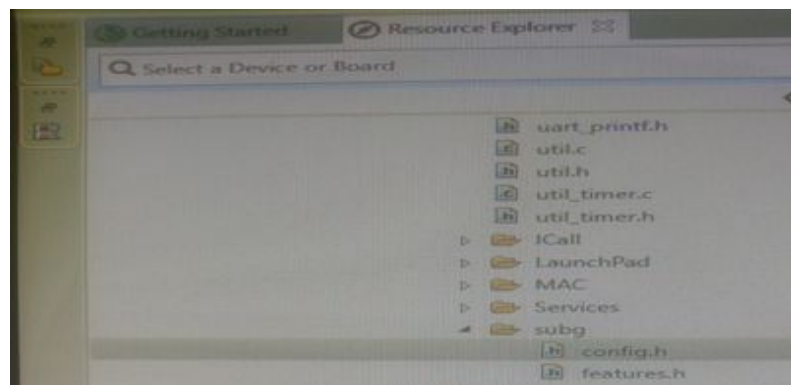 Getting Started Resource Explorer
Select a Device or Board
uart_printf.h
util.c
util.h
util_timer.c
util_timer.h
ICall
LaunchPad
MAC
Services
subg
config.h
features.h